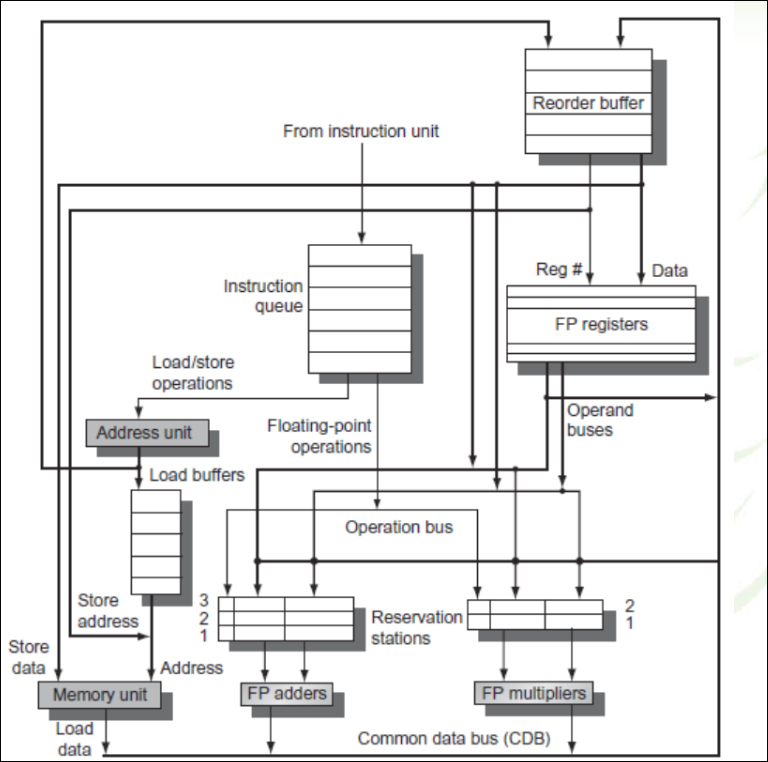 Reorder buffer
From instruction unit
Reg #
Data
Instruction
queue
FP registers
Load/store
operations
Operand
buses
Address unit
Floating-point
operations
Load buffers
Operation bus
3
2
1
Reservation
stations
2
1
Store
address
Store
data
Address
Memory unit
FP adders
FP multipliers
Load
data
Common data bus (CDB)